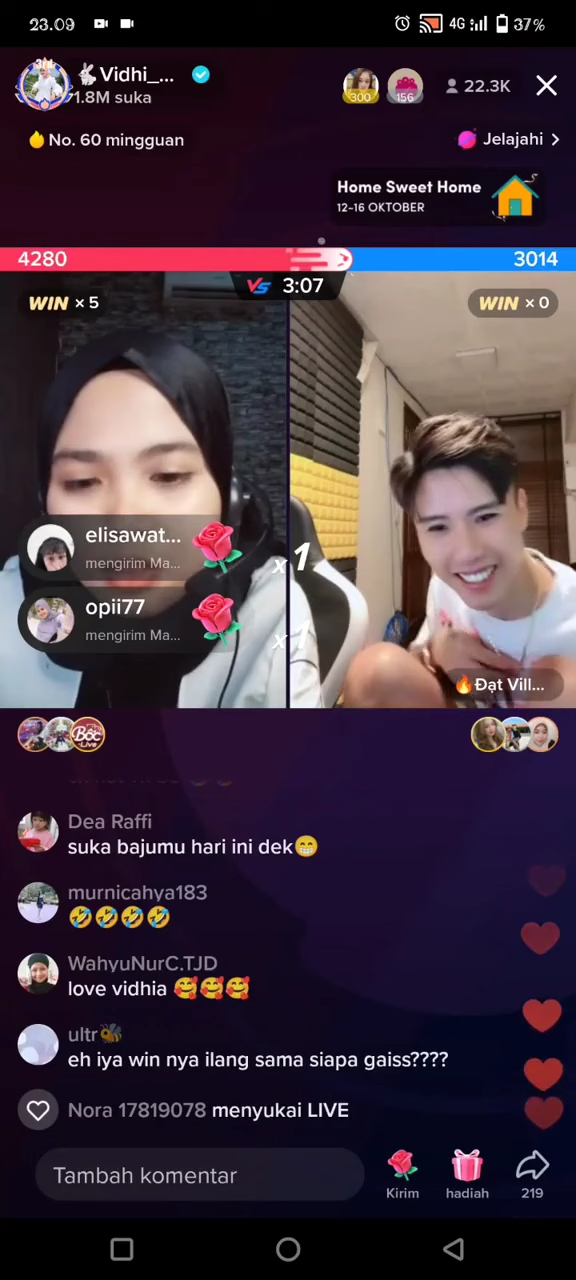 23.09
4G 37%
Vidhi_...
1.8M suka
300
156
22.3K
No. 60 mingguan
Jelajahi
Home Sweet Home
12-16 OKTOBER
4280
3014
VS 3:07
WIN × 5
WIN × 0
elisawat...
mengirim Ma...
x1
opii77
mengirim Ma...
x1
🔥Đạt Vill...
Bốc
Live
Dea Raffi
suka bajumu hari ini dek😁
murnicahya183
🤣🤣🤣🤣
WahyuNurC.TJD
love vidhia 🥰🥰🥰
ultr🐝
eh iya win nya ilang sama siapa gaiss????
Nora 17819078 menyukai LIVE
Tambah komentar
Kirim
hadiah
219